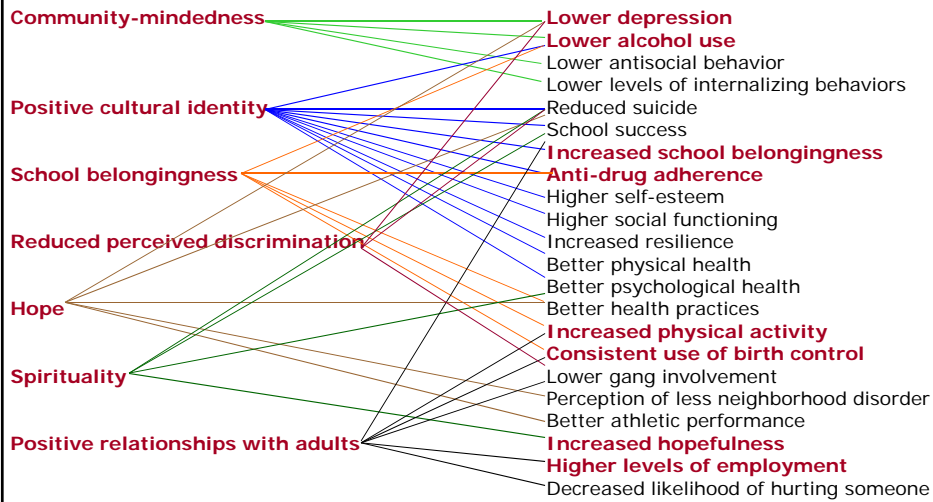 Community-mindedness
Positive cultural identity
School belongingness
Reduced perceived discrimination
Hope
Spirituality
Positive relationships with adults
Lower depression
Lower alcohol use
Lower antisocial behavior
Lower levels of internalizing behaviors
Reduced suicide
School success
Increased school belongingness
Anti-drug adherence
Higher self-esteem
Higher social functioning
Increased resilience
Better physical health
Better psychological health
Better health practices
Increased physical activity
Consistent use of birth control
Lower gang involvement
Perception of less neighborhood disorder
Better athletic performance
Increased hopefulness
Higher levels of employment
Decreased likelihood of hurting someone